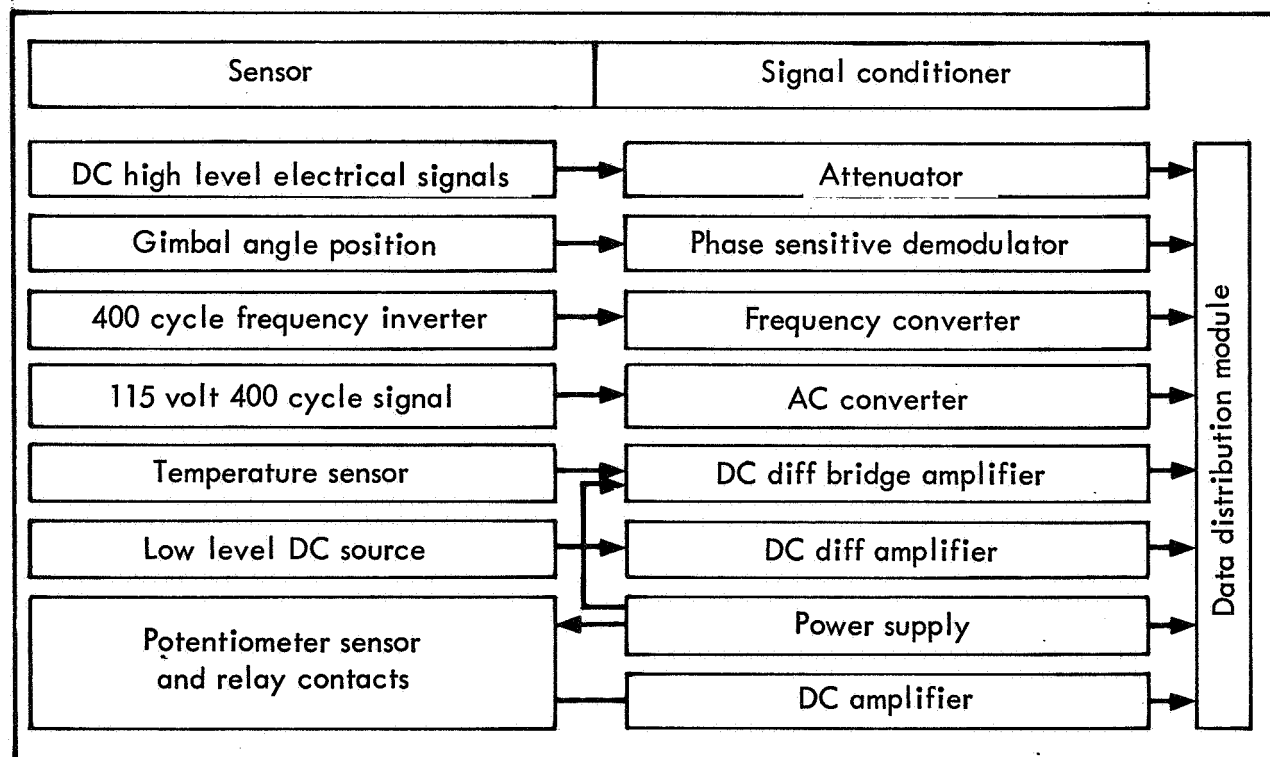 Sensor
Signal conditioner
DC high level electrical signals
Attenuator
Gimbal angle position
Phase sensitive demodulator
400 cycle frequency inverter
Frequency converter
115 volt 400 cycle signal
AC converter
Temperature sensor
DC diff bridge amplifier
Low level DC source
DC diff amplifier
Potentiometer sensor
and relay contacts
Power supply
DC amplifier
Data distribution module